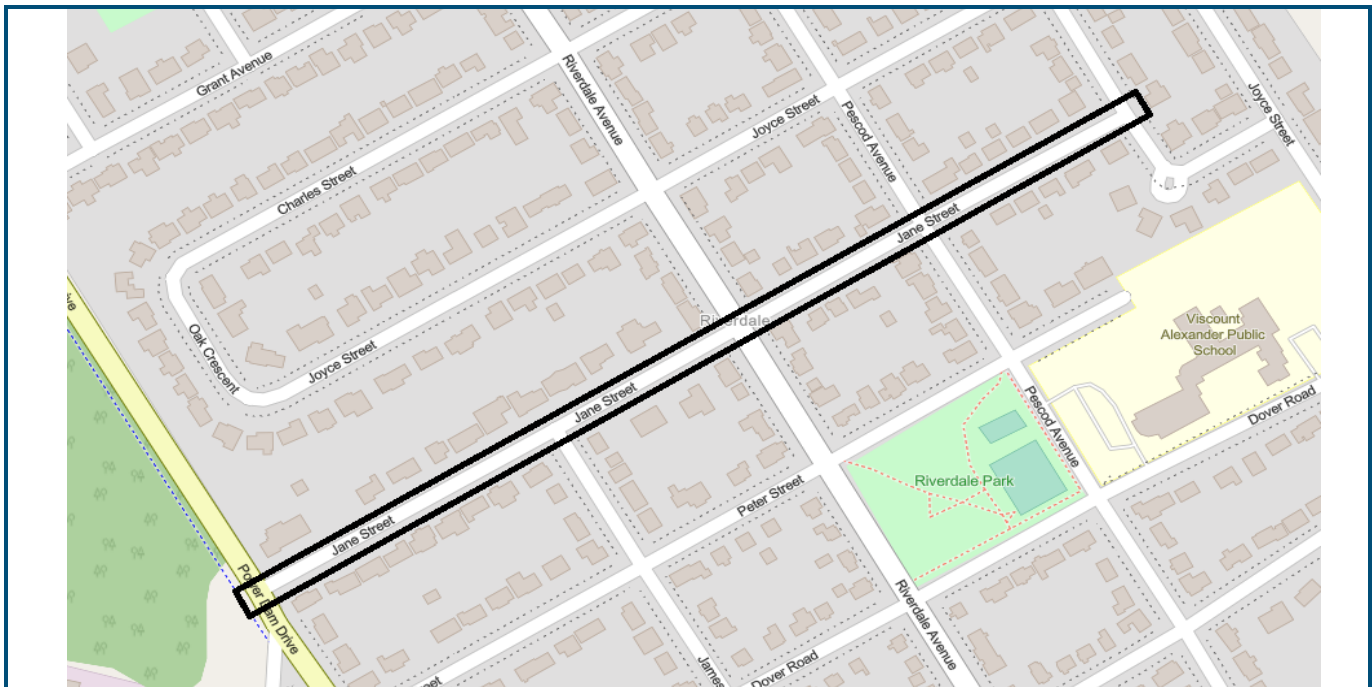 Grant Avenue
Riverdale Avenue
Joyce Street
Pescod Avenue
Joyce Street
Charles Street
Jane Street
Riverdale
Viscount
Alexander Public
School
Oak Crescent
Joyce Street
Jane Street
Pescod Avenue
Dover Road
Riverdale Park
Peter Street
Jane Street
Power Dam Drive
Riverdale Avenue
Dover Road